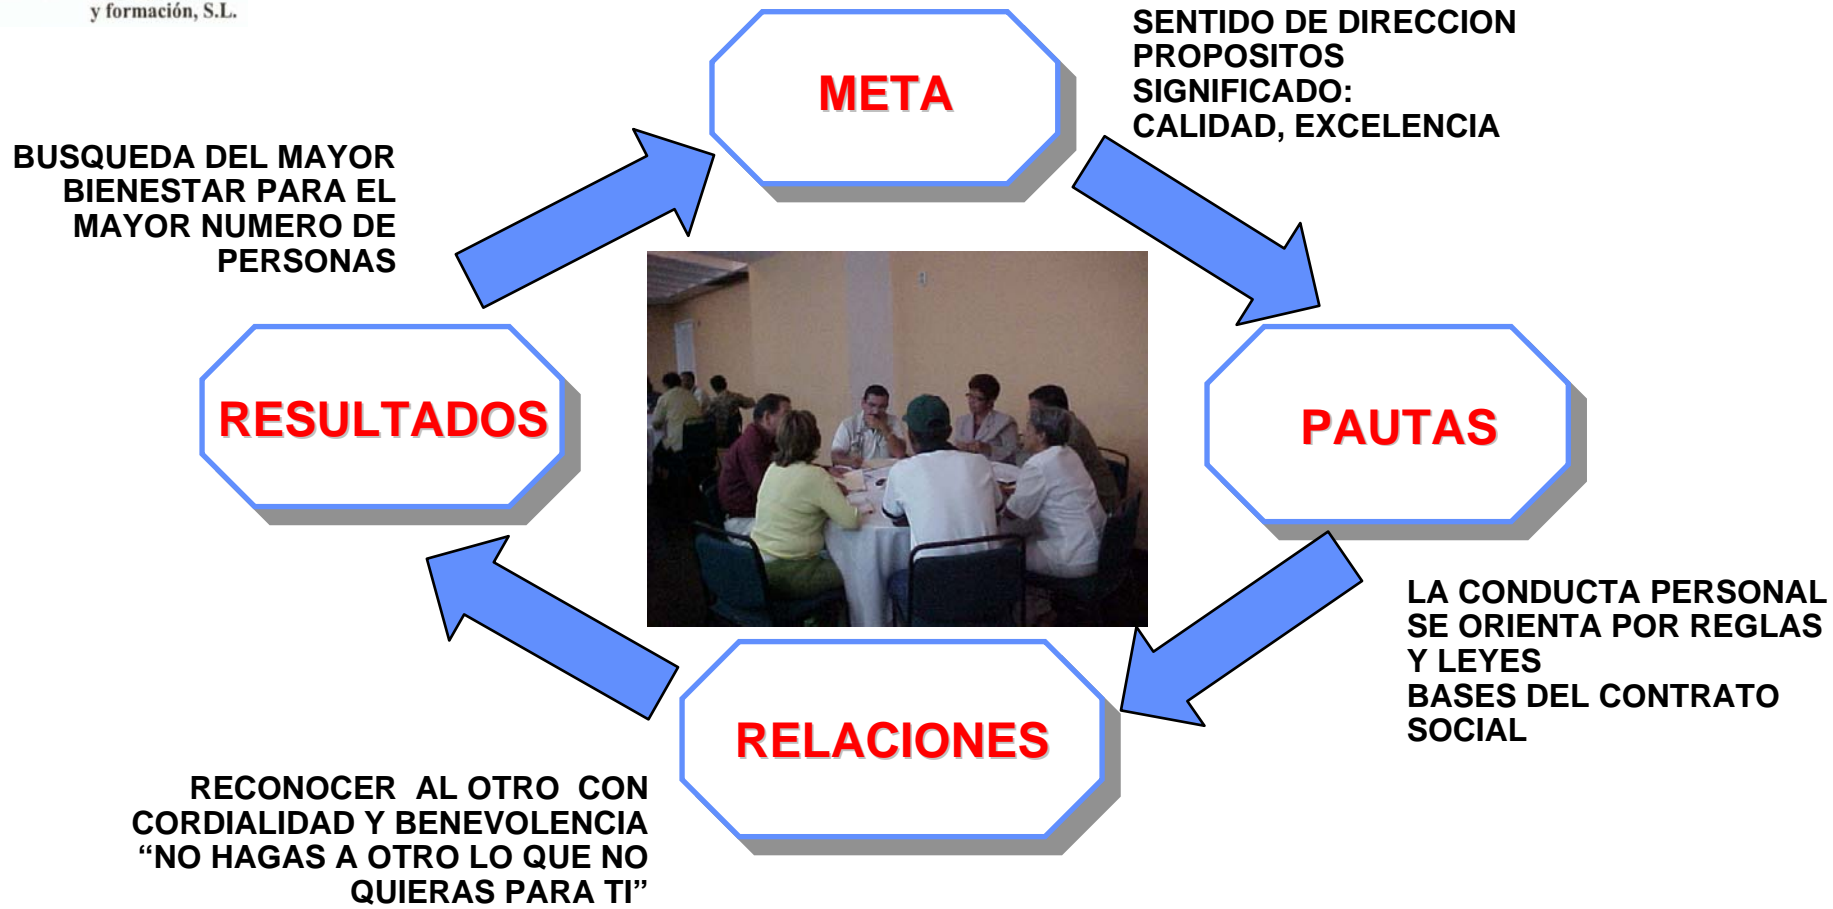 y formación, S.L.
META
SENTIDO DE DIRECCION
PROPOSITOS
SIGNIFICADO:
CALIDAD, EXCELENCIA
BUSQUEDA DEL MAYOR
BIENESTAR PARA EL
MAYOR NUMERO DE
PERSONAS
RESULTADOS
PAUTAS
LA CONDUCTA PERSONAL
SE ORIENTA POR REGLAS
Y LEYES
BASES DEL CONTRATO
SOCIAL
RELACIONES
RECONOCER  AL OTRO  CON
CORDIALIDAD Y BENEVOLENCIA
“NO HAGAS A OTRO LO QUE NO
QUIERAS PARA TI”